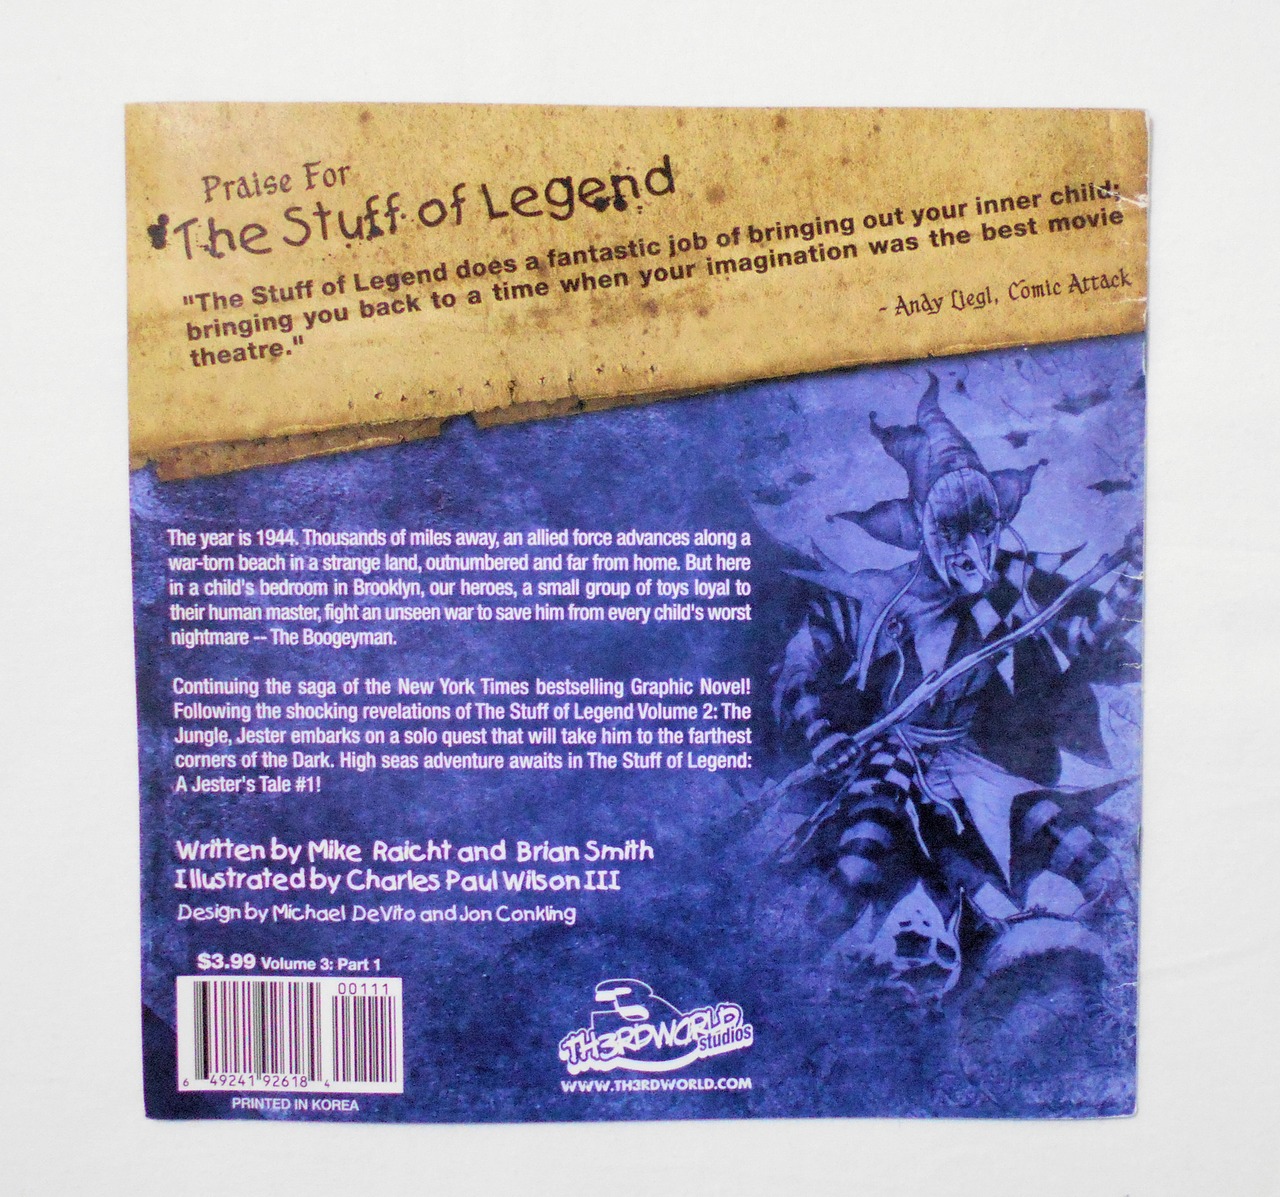 Praise For
The Stuff of Legend
"The Stuff of Legend does a fantastic job of bringing out your inner child;
bringing you back to a time when your imagination was the best movie
theatre."
- Andy Liegl, Comic Attack
The year is 1944. Thousands of miles away, an allied force advances along a
war-torn beach in a strange land, outnumbered and far from home. But here
in a child's bedroom in Brooklyn, our heroes, a small group of toys loyal to
their human master, fight an unseen war to save him from every child's worst
nightmare -- The Boogeyman.
Continuing the saga of the New York Times bestselling Graphic Novel!
Following the shocking revelations of The Stuff of Legend Volume 2: The
Jungle, Jester embarks on a solo quest that will take him to the farthest
corners of the Dark. High seas adventure awaits in The Stuff of Legend:
A Jester's Tale #1!
Written by Mike Raicht and Brian Smith
Illustrated by Charles Paul Wilson III
Design by Michael DeVito and Jon Conkling
$3.99 Volume 3: Part 1
00111
6 49241 92618 4
PRINTED IN KOREA
3
TH3RDWORLD
studios
WWW.TH3RDWORLD.COM